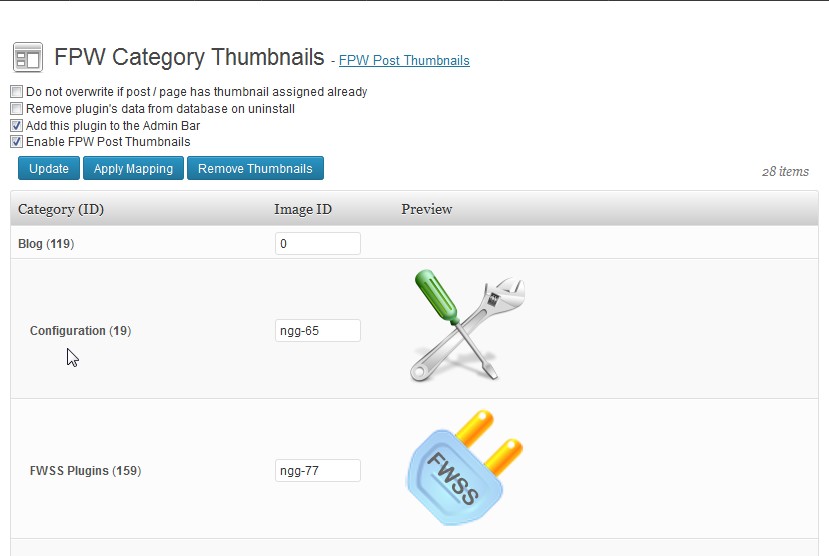 FPW Category Thumbnails - FPW Post Thumbnails
Do not overwrite if post / page has thumbnail assigned already
Remove plugin's data from database on uninstall
Add this plugin to the Admin Bar
Enable FPW Post Thumbnails
Update Apply Mapping Remove Thumbnails
28 items
Category (ID) Image ID Preview
Blog (119) 0
Configuration (19) ngg-65
FWSS Plugins (159) ngg-77
FWSS